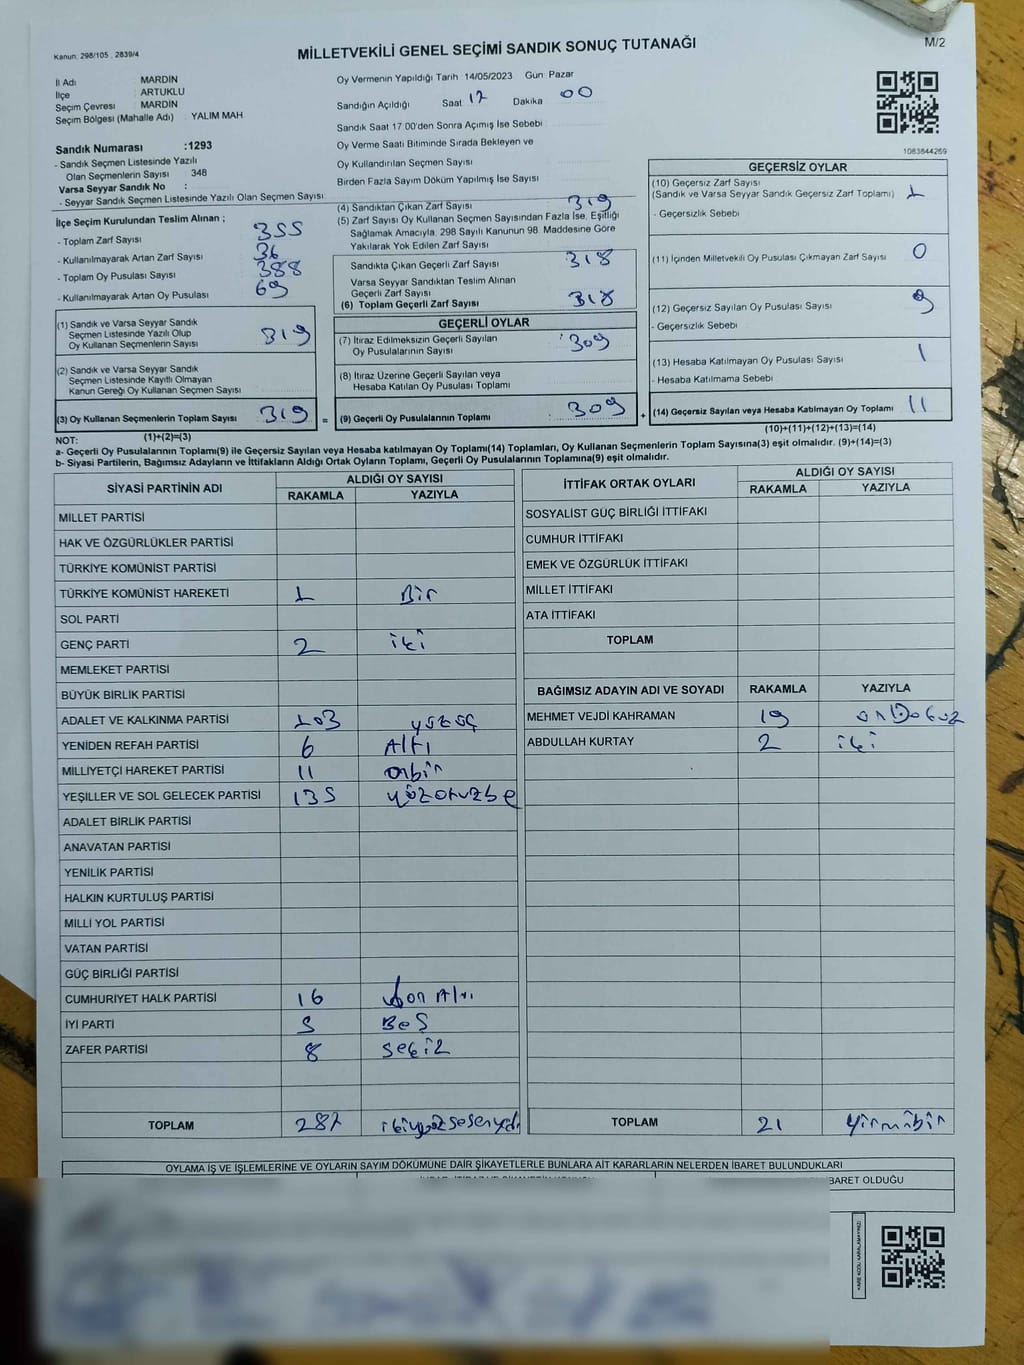 Kanun: 298/105 , 2839/4
MİLLETVEKİLİ GENEL SEÇİMİ SANDIK SONUÇ TUTANAĞI
M/2
İl Adı MARDİN
İlçe ARTUKLU
Seçim Çevresi MARDİN
Seçim Bölgesi (Mahalle Adı) : YALIM MAH
Sandık Numarası :1293
- Sandık Seçmen Listesinde Yazılı
Olan Seçmenlerin Sayısı : 348
Varsa Seyyar Sandık No :
- Seyyar Sandık Seçmen Listesinde Yazılı Olan Seçmen Sayısı
Oy Vermenin Yapıldığı Tarih :14/05/2023 Gün: Pazar
Sandığın Açıldığı Saat 17 Dakika 00
Sandık Saat 17:00'den Sonra Açılmış İse Sebebi
Oy Verme Saati Bitiminde Sırada Bekleyen ve
Oy Kullandırılan Seçmen Sayısı
Birden Fazla Sayım Döküm Yapılmış İse Sayısı
1083844269
İlçe Seçim Kurulundan Teslim Alınan ;
- Toplam Zarf Sayısı 355
- Kullanılmayarak Artan Zarf Sayısı 36
- Toplam Oy Pusulası Sayısı 388
- Kullanılmayarak Artan Oy Pusulası 69
(4) Sandıktan Çıkan Zarf Sayısı 319
(5) Zarf Sayısı Oy Kullanan Seçmen Sayısından Fazla İse, Eşitliği
Sağlamak Amacıyla, 298 Sayılı Kanunun 98. Maddesine Göre
Yakılarak Yok Edilen Zarf Sayısı
Sandıkta Çıkan Geçerli Zarf Sayısı 318
Varsa Seyyar Sandıktan Teslim Alınan
Geçerli Zarf Sayısı
(6) Toplam Geçerli Zarf Sayısı 318
GEÇERSİZ OYLAR
(10) Geçersiz Zarf Sayısı
(Sandık ve Varsa Seyyar Sandık Geçersiz Zarf Toplamı) 1
- Geçersizlik Sebebi
(11) İçinden Milletvekili Oy Pusulası Çıkmayan Zarf Sayısı 0
(12) Geçersiz Sayılan Oy Pusulası Sayısı 9
- Geçersizlik Sebebi
(13) Hesaba Katılmayan Oy Pusulası Sayısı 1
- Hesaba Katılmama Sebebi
(14) Geçersiz Sayılan veya Hesaba Katılmayan Oy Toplamı 11
(10)+(11)+(12)+(13)=(14)
(1) Sandık ve Varsa Seyyar Sandık
Seçmen Listesinde Yazılı Olup
Oy Kullanan Seçmenlerin Sayısı 319
(2) Sandık ve Varsa Seyyar Sandık
Seçmen Listesinde Kayıtlı Olmayan
Kanun Gereği Oy Kullanan Seçmen Sayısı
(3) Oy Kullanan Seçmenlerin Toplam Sayısı 319
(1)+(2)=(3)
GEÇERLİ OYLAR
(7) İtiraz Edilmeksizin Geçerli Sayılan
Oy Pusulalarının Sayısı 309
(8) İtiraz Üzerine Geçerli Sayılan veya
Hesaba Katılan Oy Pusulası Toplamı
= (9) Geçerli Oy Pusulalarının Toplamı 309 +
NOT:
a- Geçerli Oy Pusulalarının Toplamı(9) ile Geçersiz Sayılan veya Hesaba katılmayan Oy Toplamı(14) Toplamları, Oy Kullanan Seçmenlerin Toplam Sayısına(3) eşit olmalıdır. (9)+(14)=(3)
b- Siyasi Partilerin, Bağımsız Adayların ve İttifakların Aldığı Ortak Oyların Toplamı, Geçerli Oy Pusulalarının Toplamına(9) eşit olmalıdır.
SİYASİ PARTİNİN ADI ALDIĞI OY SAYISI
RAKAMLA YAZIYLA
MİLLET PARTİSİ
HAK VE ÖZGÜRLÜKLER PARTİSİ
TÜRKİYE KOMÜNİST PARTİSİ
TÜRKİYE KOMÜNİST HAREKETİ 1 Bir
SOL PARTİ
GENÇ PARTİ 2 iki
MEMLEKET PARTİSİ
BÜYÜK BİRLİK PARTİSİ
ADALET VE KALKINMA PARTİSİ 103 yüzüç
YENİDEN REFAH PARTİSİ 6 Altı
MİLLİYETÇİ HAREKET PARTİSİ 11 onbir
YEŞİLLER VE SOL GELECEK PARTİSİ 135 yüzotuzbe
ADALET BİRLİK PARTİSİ
ANAVATAN PARTİSİ
YENİLİK PARTİSİ
HALKIN KURTULUŞ PARTİSİ
MİLLİ YOL PARTİSİ
VATAN PARTİSİ
GÜÇ BİRLİĞİ PARTİSİ
CUMHURİYET HALK PARTİSİ 16 on Altı
İYİ PARTİ 5 Beş
ZAFER PARTİSİ 8 sekiz
TOPLAM 287 ikiyüzseksenyedi
İTTİFAK ORTAK OYLARI ALDIĞI OY SAYISI
RAKAMLA YAZIYLA
SOSYALİST GÜÇ BİRLİĞİ İTTİFAKI
CUMHUR İTTİFAKI
EMEK VE ÖZGÜRLÜK İTTİFAKI
MİLLET İTTİFAKI
ATA İTTİFAKI
TOPLAM
BAĞIMSIZ ADAYIN ADI VE SOYADI RAKAMLA YAZIYLA
MEHMET VEJDİ KAHRAMAN 19 onDokuz
ABDULLAH KURTAY 2 iki
TOPLAM 21 Yirmibir
OYLAMA İŞ VE İŞLEMLERİNE VE OYLARIN SAYIM DÖKÜMÜNE DAİR ŞİKAYETLERLE BUNLARA AİT KARARLARIN NELERDEN İBARET BULUNDUKLARI
BARET OLDUĞU